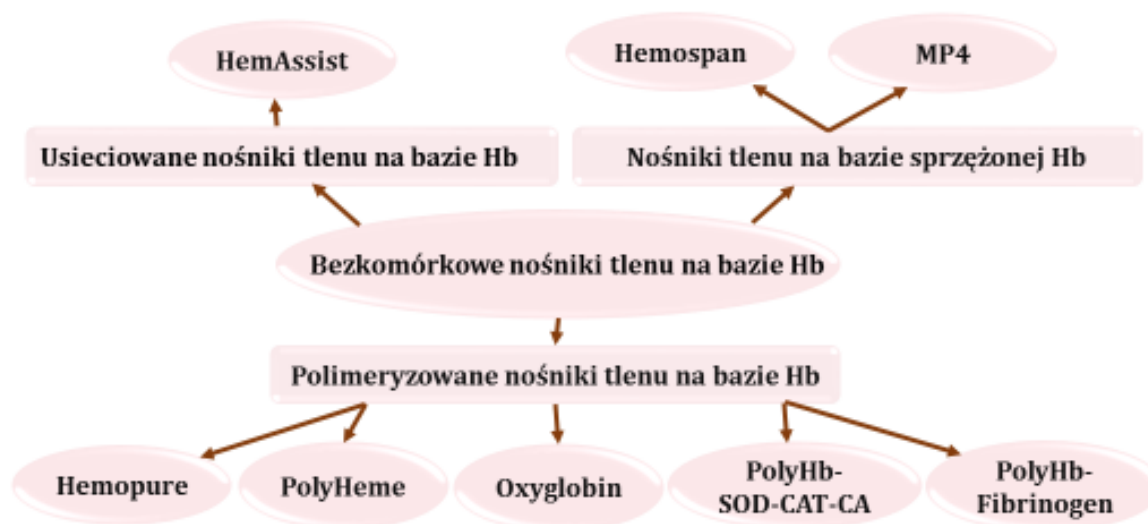 HemAssist
Hemospan
MP4
Usieciowane nośniki tlenu na bazie Hb
Nośniki tlenu na bazie sprzężonej Hb
Bezkomórkowe nośniki tlenu na bazie Hb
Polimeryzowane nośniki tlenu na bazie Hb
Hemopure
PolyHeme
Oxyglobin
PolyHb-
SOD-CAT-CA
PolyHb-
Fibrinogen